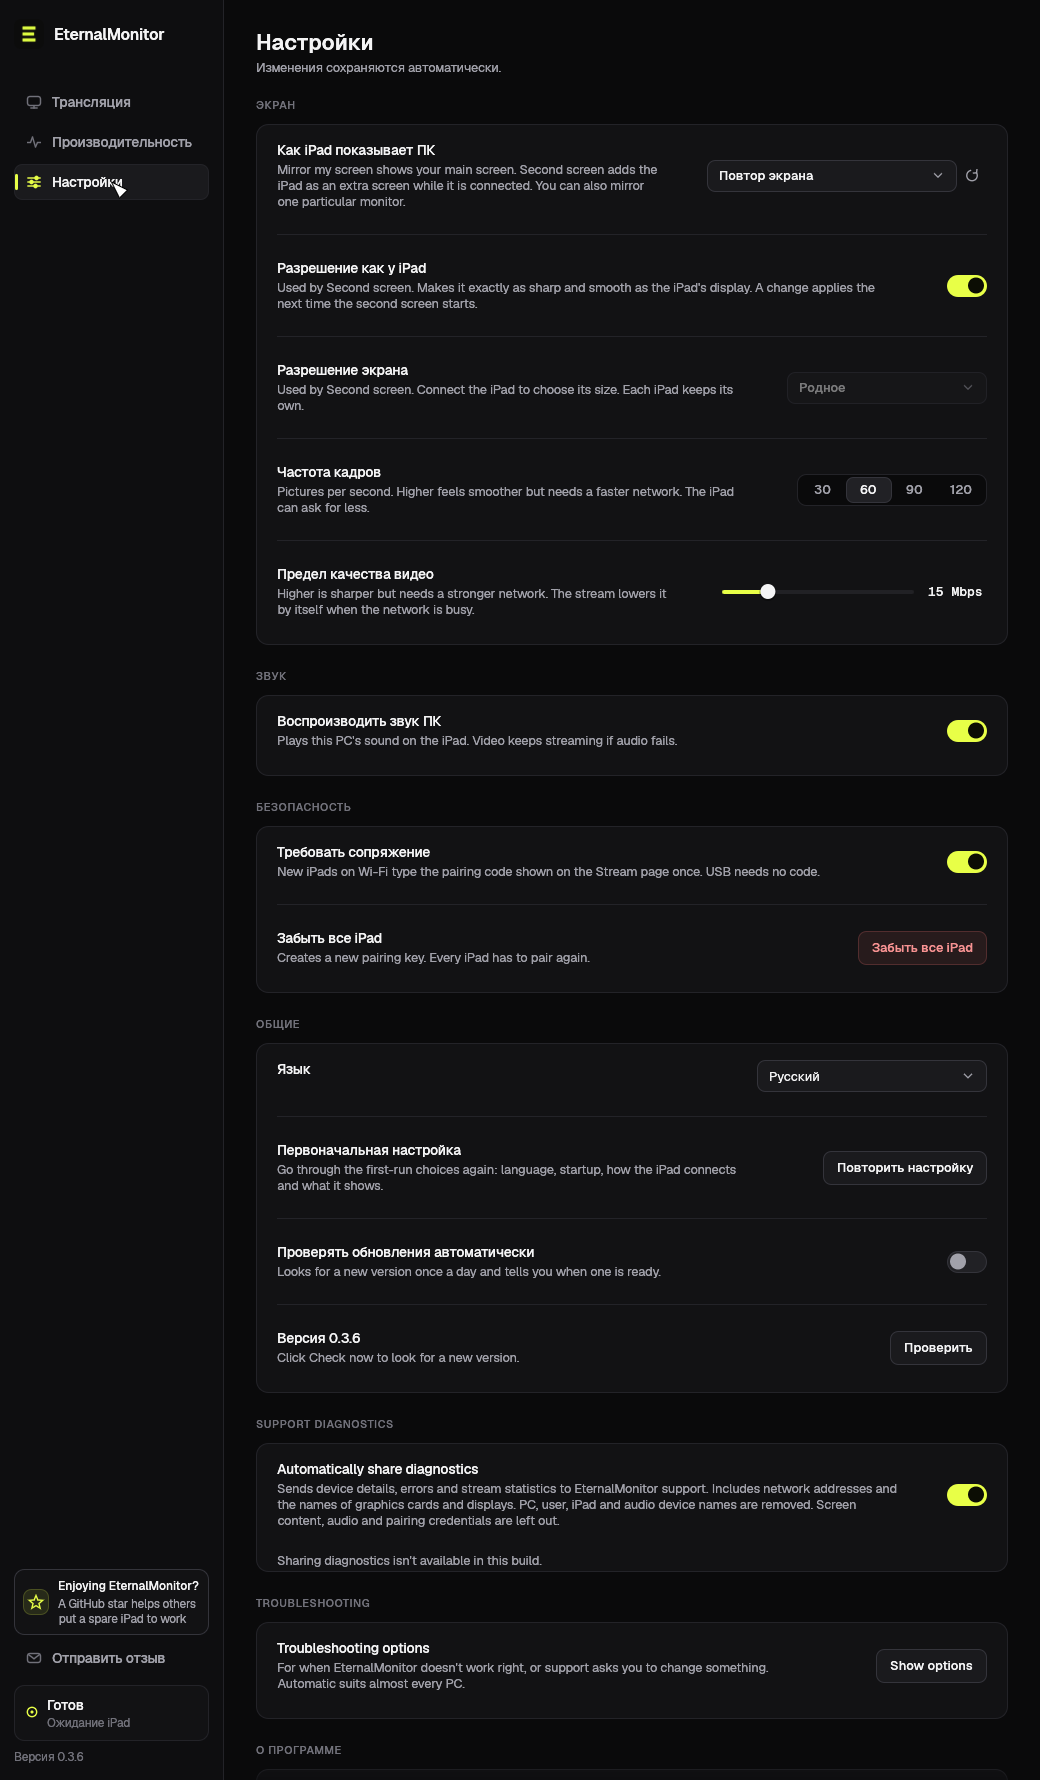 EternalMonitor
Трансляция
Производительность
Настройки
Настройки
Изменения сохраняются автоматически.
ЭКРАН
Как iPad показывает ПК
Mirror my screen shows your main screen. Second screen adds the
iPad as an extra screen while it is connected. You can also mirror
one particular monitor.
Повтор экрана
Разрешение как у iPad
Used by Second screen. Makes it exactly as sharp and smooth as the iPad's display. A change applies the
next time the second screen starts.
Разрешение экрана
Used by Second screen. Connect the iPad to choose its size. Each iPad keeps its
own.
Родное
Частота кадров
Pictures per second. Higher feels smoother but needs a faster network. The iPad
can ask for less.
30 60 90 120
Предел качества видео
Higher is sharper but needs a stronger network. The stream lowers it
by itself when the network is busy.
15 Mbps
ЗВУК
Воспроизводить звук ПК
Plays this PC's sound on the iPad. Video keeps streaming if audio fails.
БЕЗОПАСНОСТЬ
Требовать сопряжение
New iPads on Wi-Fi type the pairing code shown on the Stream page once. USB needs no code.
Забыть все iPad
Creates a new pairing key. Every iPad has to pair again.
Забыть все iPad
ОБЩИЕ
Язык
Русский
Первоначальная настройка
Go through the first-run choices again: language, startup, how the iPad connects
and what it shows.
Повторить настройку
Проверять обновления автоматически
Looks for a new version once a day and tells you when one is ready.
Версия 0.3.6
Click Check now to look for a new version.
Проверить
SUPPORT DIAGNOSTICS
Automatically share diagnostics
Sends device details, errors and stream statistics to EternalMonitor support. Includes network addresses and
the names of graphics cards and displays. PC, user, iPad and audio device names are removed. Screen
content, audio and pairing credentials are left out.
Sharing diagnostics isn't available in this build.
TROUBLESHOOTING
Troubleshooting options
For when EternalMonitor doesn't work right, or support asks you to change something.
Automatic suits almost every PC.
Show options
О ПРОГРАММЕ
Enjoying EternalMonitor?
A GitHub star helps others
put a spare iPad to work
Отправить отзыв
Готов
Ожидание iPad
Версия 0.3.6